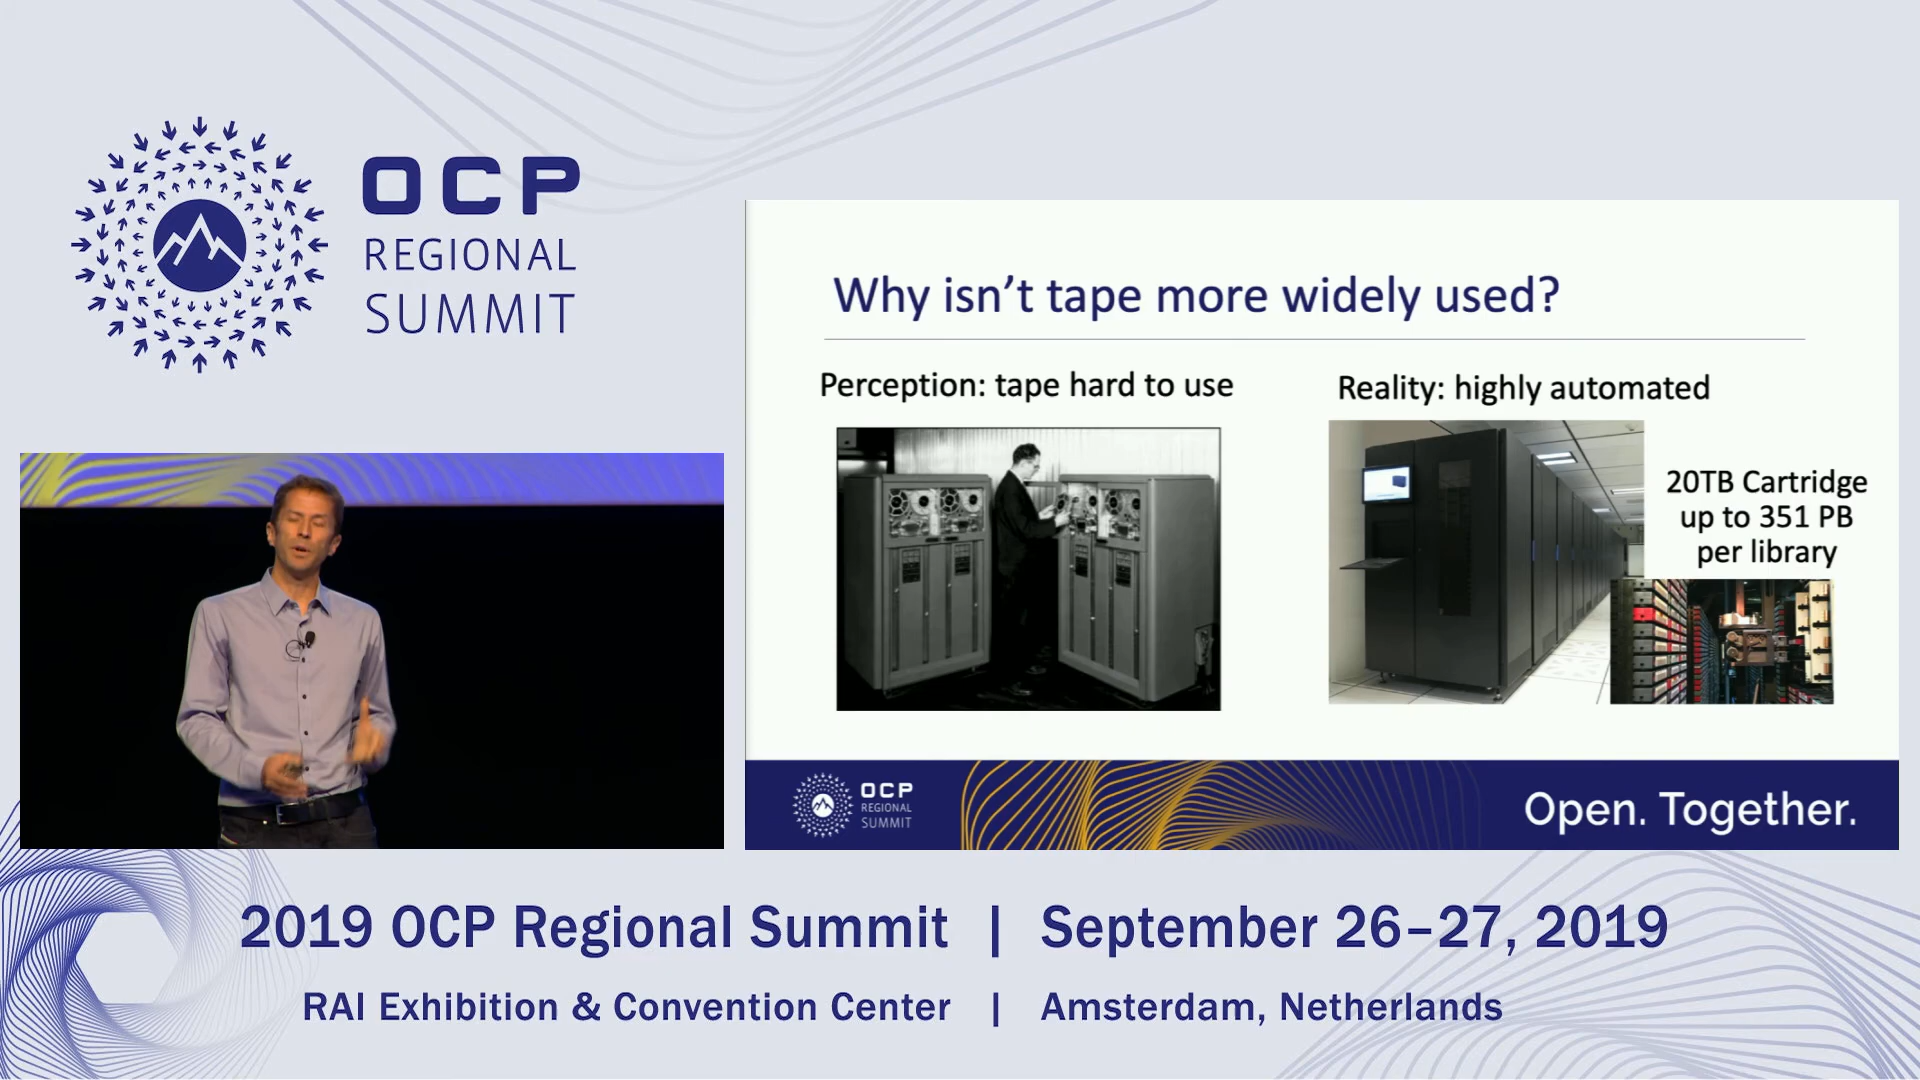 OCP
REGIONAL
SUMMIT
Why isn't tape more widely used?
Perception: tape hard to use
Reality: highly automated
20TB Cartridge
up to 351 PB
per library
OCP
REGIONAL
SUMMIT
Open. Together.
2019 OCP Regional Summit | September 26–27, 2019
RAI Exhibition & Convention Center | Amsterdam, Netherlands